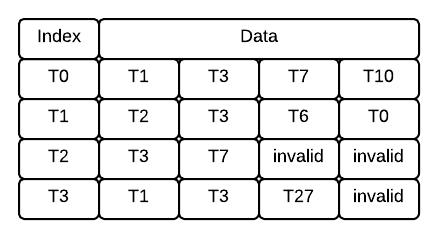 Index Data
T0 T1 T3 T7 T10
T1 T2 T3 T6 T0
T2 T3 T7 invalid invalid
T3 T1 T3 T27 invalid